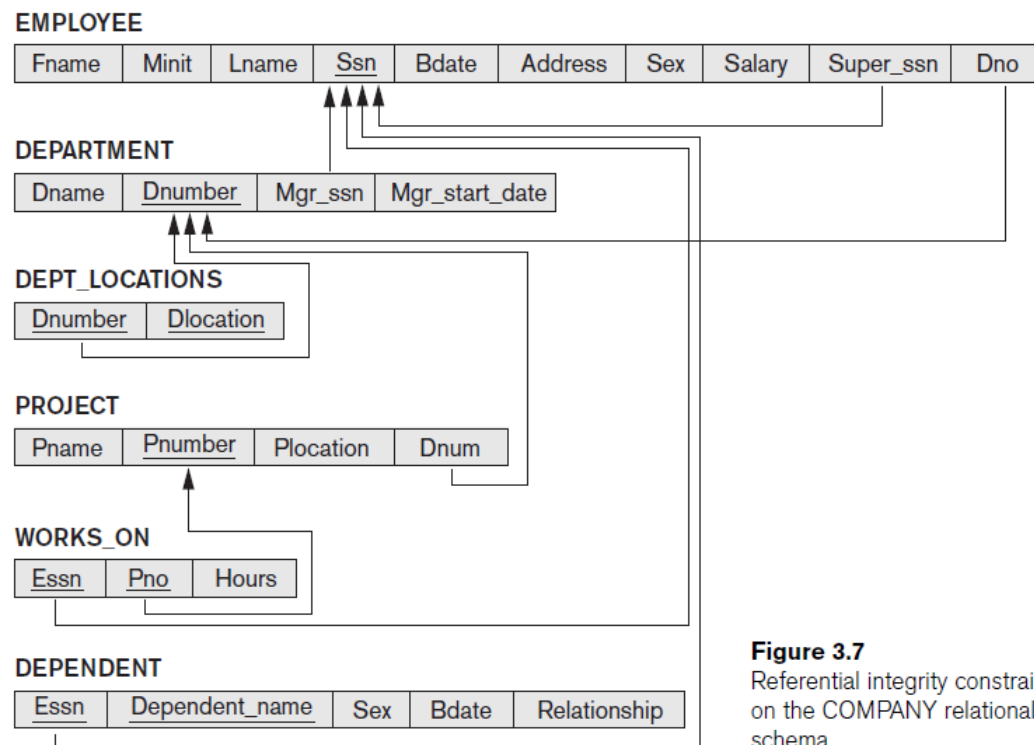 EMPLOYEE
Fname Minit Lname Ssn Bdate Address Sex Salary Super_ssn Dno
DEPARTMENT
Dname Dnumber Mgr_ssn Mgr_start_date
DEPT_LOCATIONS
Dnumber Dlocation
PROJECT
Pname Pnumber Plocation Dnum
WORKS_ON
Essn Pno Hours
DEPENDENT
Essn Dependent_name Sex Bdate Relationship
Figure 3.7
Referential integrity constrai
on the COMPANY relational
schema